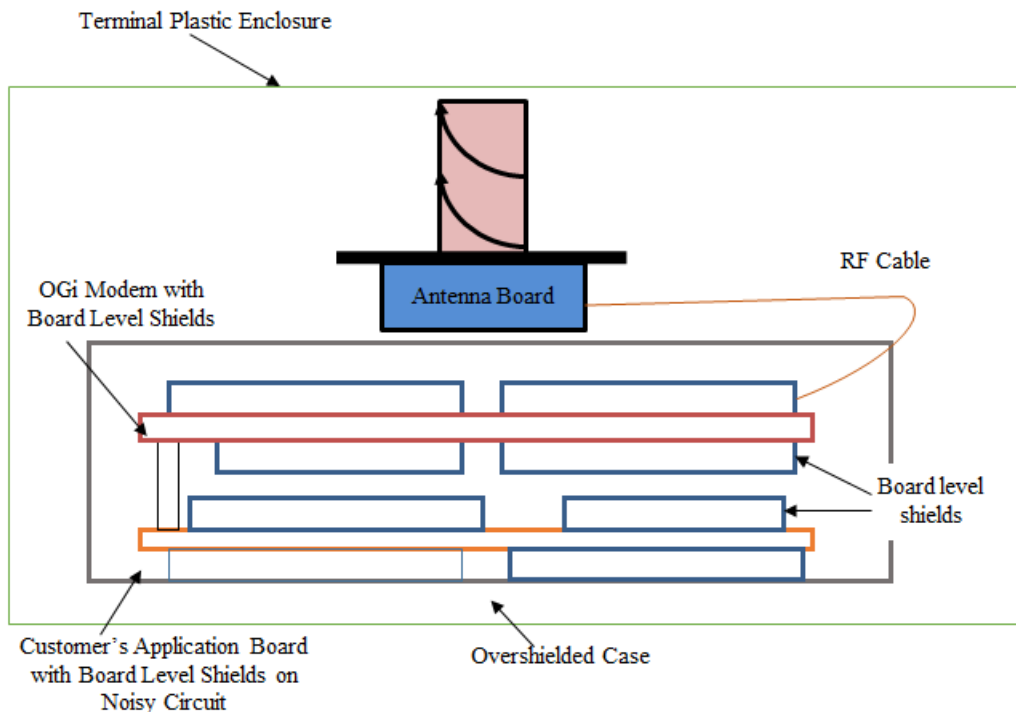 Terminal Plastic Enclosure
RF Cable
Antenna Board
OGi Modem with
Board Level Shields
Board level
shields
Customer’s Application Board
with Board Level Shields on
Noisy Circuit
Overshielded Case